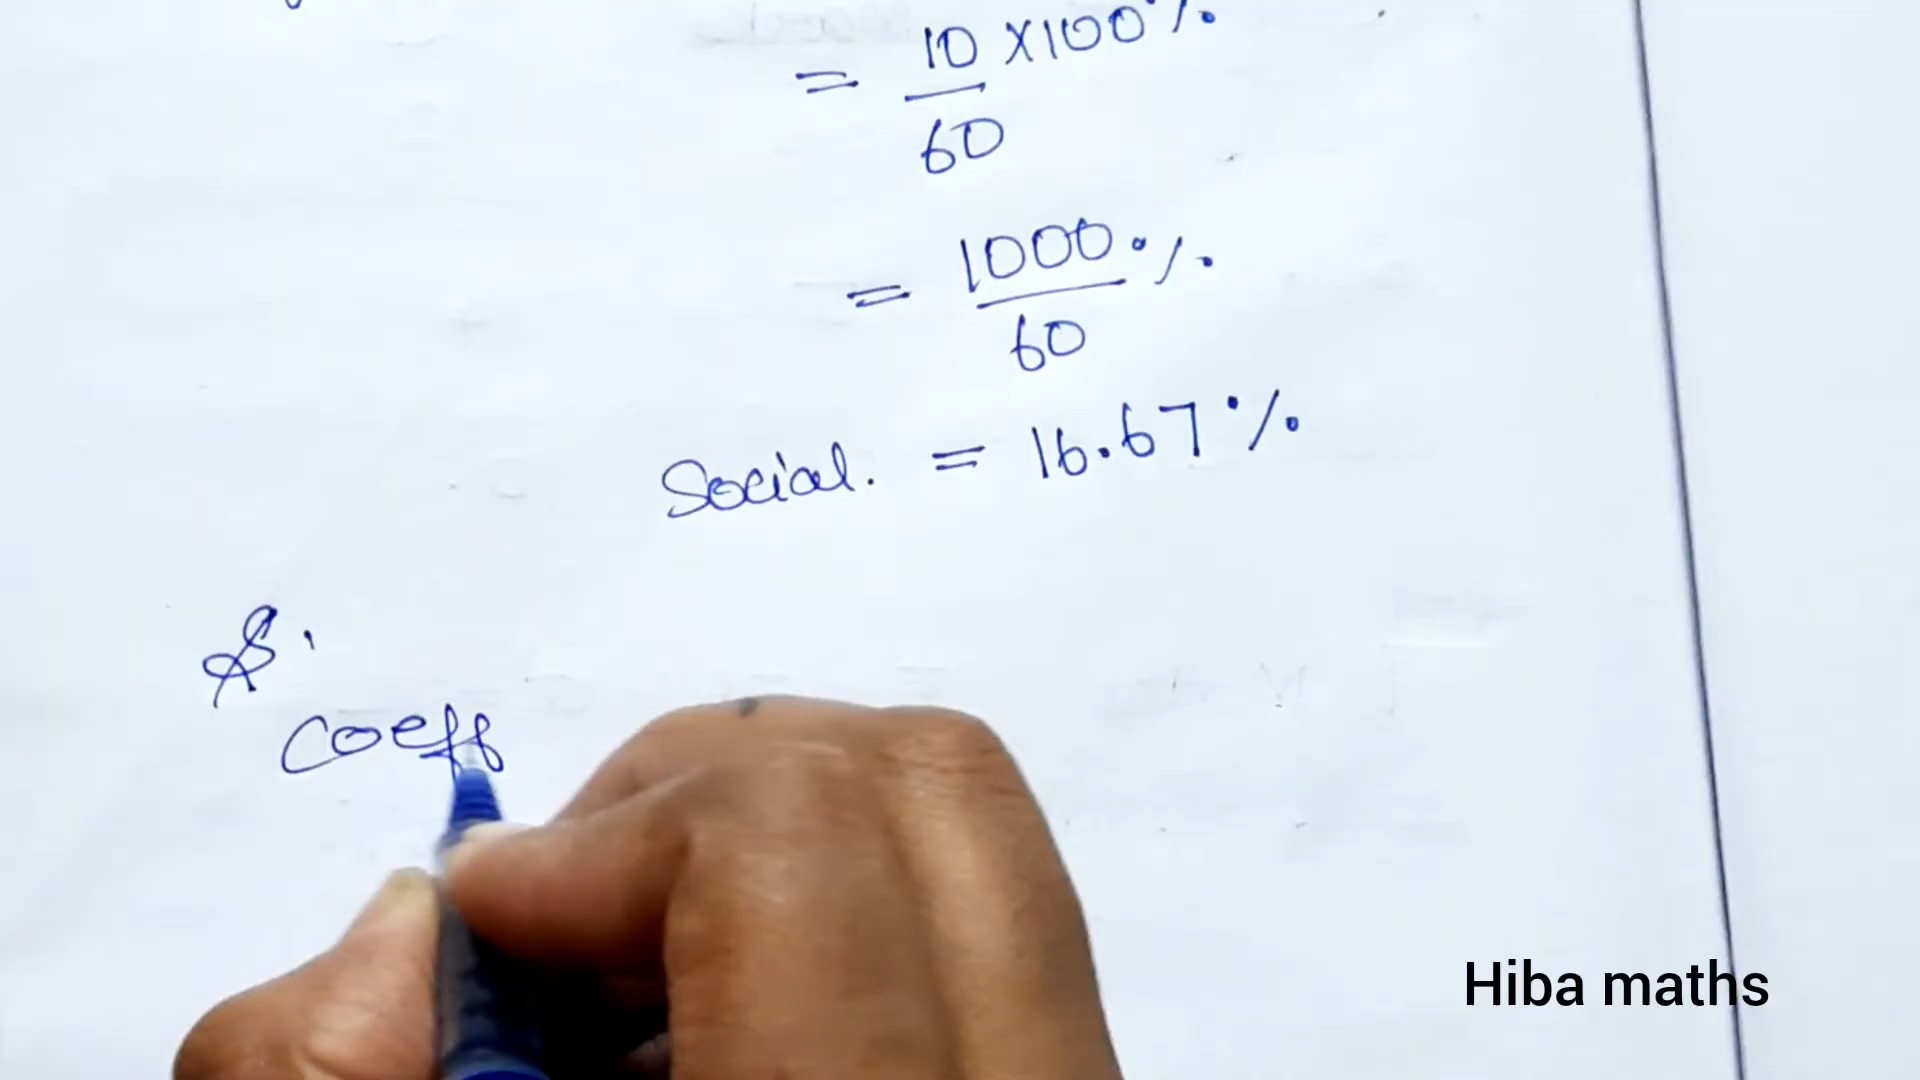 = 10/60 ×100%
= 1000/60 %
Social. = 16.67%
Coeff
Hiba maths